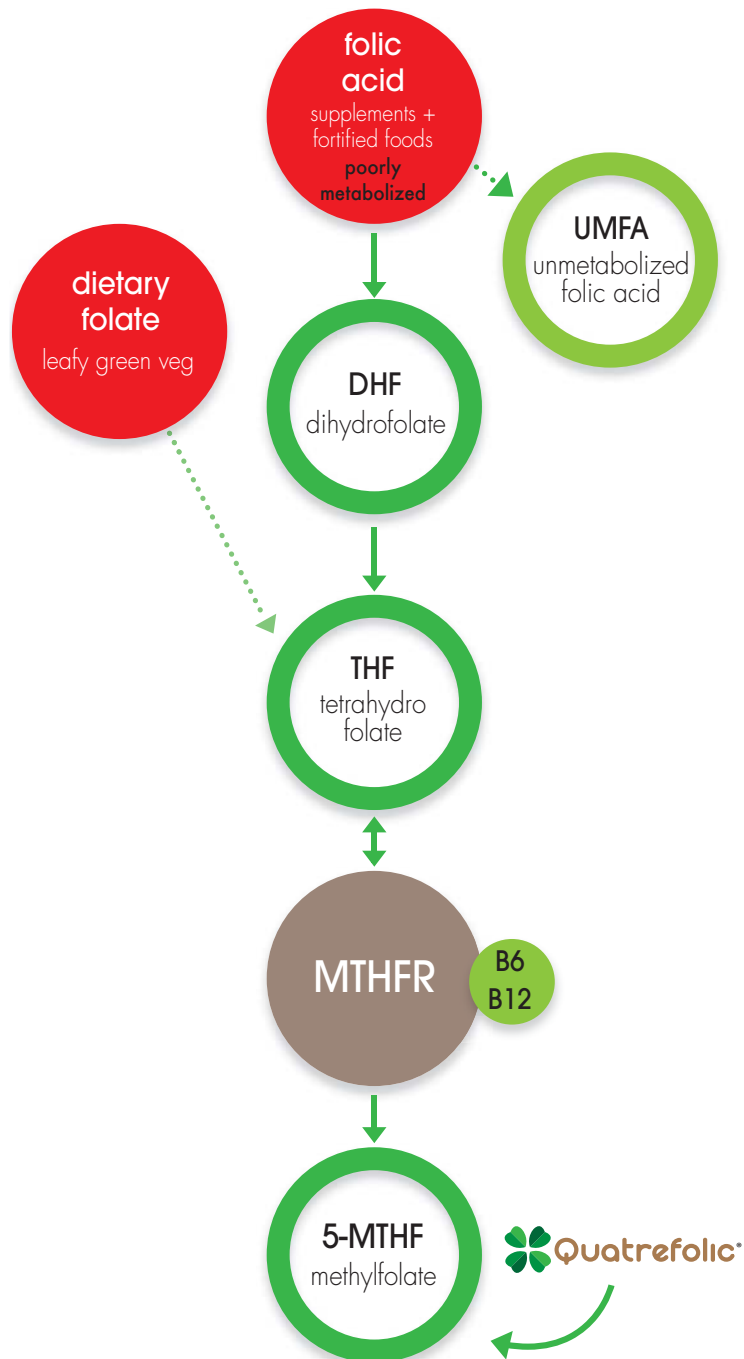 folic
acid
supplements +
fortified foods
poorly
metabolized
UMFA
unmetabolized
folic acid
dietary
folate
leafy green veg
DHF
dihydrofolate
THF
tetrahydro
folate
MTHFR
B6
B12
5-MTHF
methylfolate
Quatrefolic®